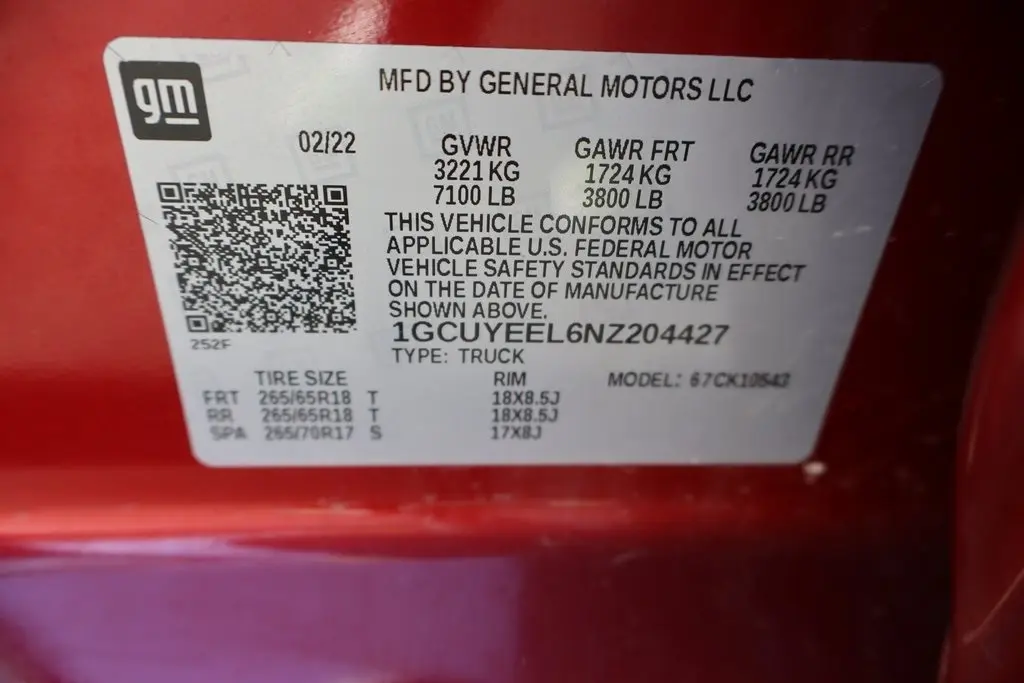 gm
MFD BY GENERAL MOTORS LLC
02/22 GVWR GAWR FRT GAWR RR
3221 KG 1724 KG 1724 KG
7100 LB 3800 LB 3800 LB
THIS VEHICLE CONFORMS TO ALL
APPLICABLE U.S. FEDERAL MOTOR
VEHICLE SAFETY STANDARDS IN EFFECT
ON THE DATE OF MANUFACTURE
SHOWN ABOVE.
252F
1GCUYEEL6NZ204427
TYPE: TRUCK
TIRE SIZE RIM MODEL: 67CK10543
FRT 265/65R18 T 18X8.5J
RR 265/65R18 T 18X8.5J
SPA 265/70R17 S 17X8J